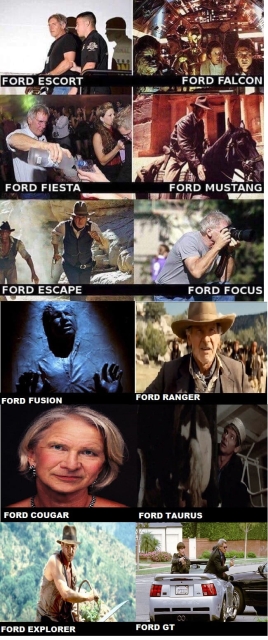 FORD ESCORT
FORD FALCON
FORD FIESTA
FORD MUSTANG
FORD ESCAPE
FORD FOCUS
FORD FUSION
FORD RANGER
FORD COUGAR
FORD TAURUS
FORD EXPLORER
FORD GT